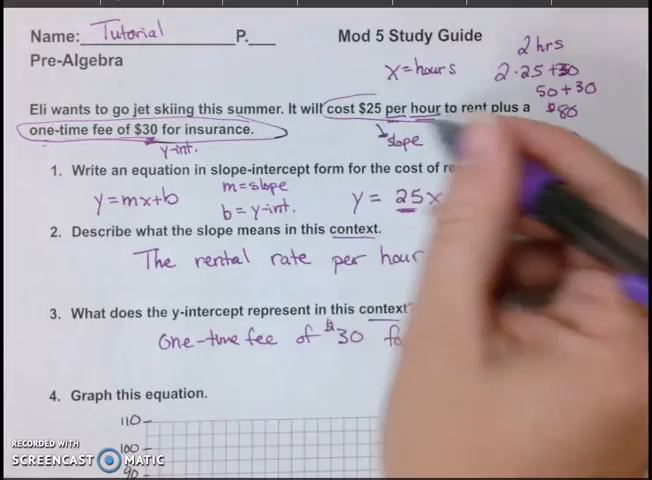 Name: Tutorial P.
Mod 5 Study Guide
Pre-Algebra
2 hrs
x=hours
2·25+30
50+30
$80
Eli wants to go jet skiing this summer. It will cost $25 per hour to rent plus a
one-time fee of $30 for insurance.
y-int.
slope
1. Write an equation in slope-intercept form for the cost of
y=mx+b
m=slope
b=y-int.
y = 25x
2. Describe what the slope means in this context.
The rental rate per hour
3. What does the y-intercept represent in this context?
One-time fee of $30
4. Graph this equation.
110
100
90
RECORDED WITH
SCREENCAST MATIC